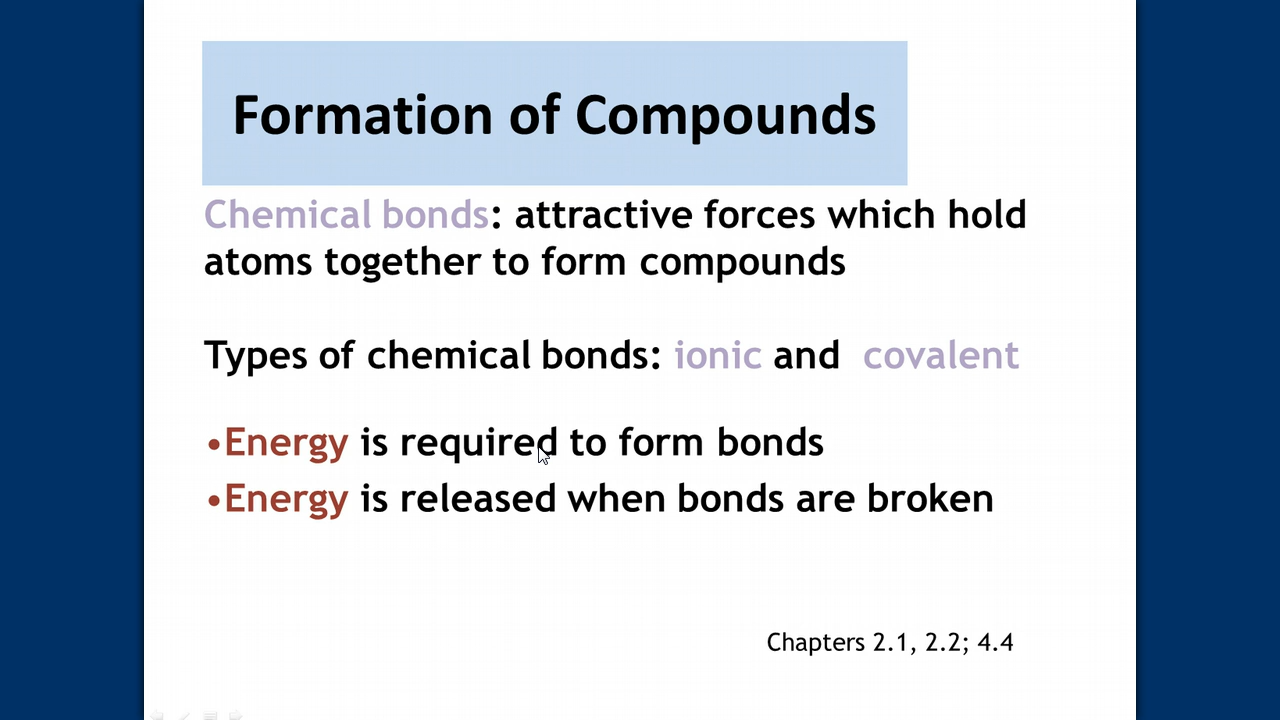 Formation of Compounds
Chemical bonds: attractive forces which hold
atoms together to form compounds
Types of chemical bonds: ionic and covalent
•Energy is required to form bonds
•Energy is released when bonds are broken
Chapters 2.1, 2.2; 4.4